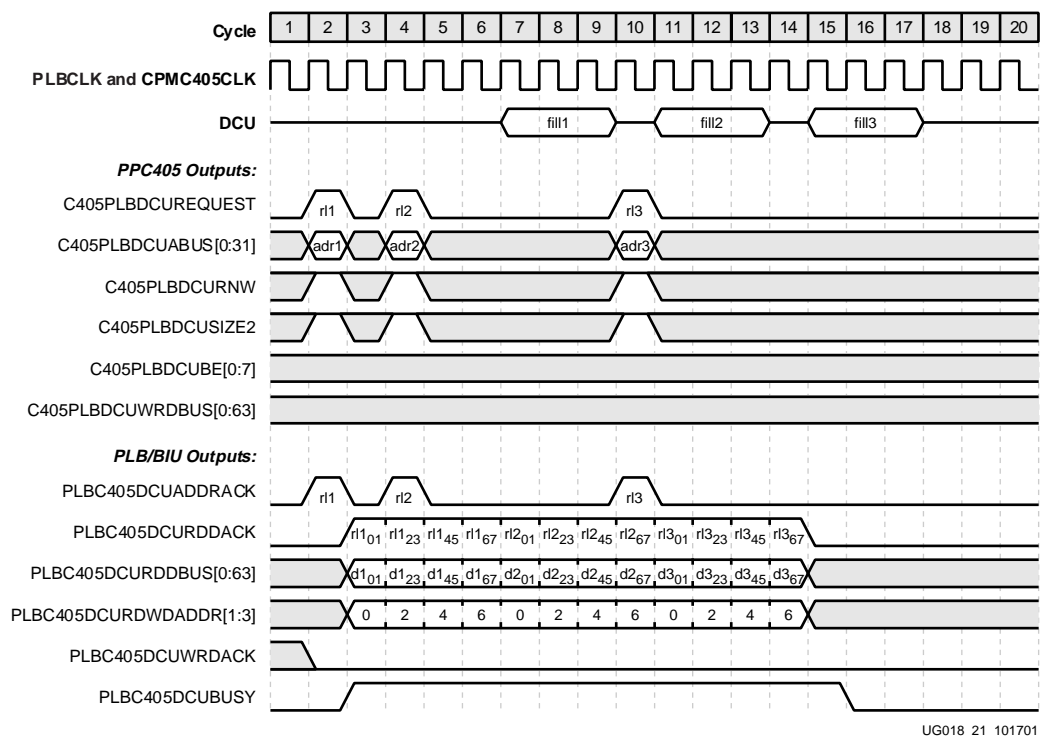 Cycle 1 2 3 4 5 6 7 8 9 10 11 12 13 14 15 16 17 18 19 20
PLBCLK and CPMC405CLK
DCU fill1 fill2 fill3
PPC405 Outputs:
C405PLBDCUREQUEST rl1 rl2 rl3
C405PLBDCUABUS[0:31] adr1 adr2 adr3
C405PLBDCURNW
C405PLBDCUSIZE2
C405PLBDCUBE[0:7]
C405PLBDCUWRDBUS[0:63]
PLB/BIU Outputs:
PLBC405DCUADDRACK rl1 rl2 rl3
PLBC405DCURDDACK rl101 rl123 rl145 rl167 rl201 rl223 rl245 rl267 rl301 rl323 rl345 rl367
PLBC405DCURDDBUS[0:63] d101 d123 d145 d167 d201 d223 d245 d267 d301 d323 d345 d367
PLBC405DCURDWDADDR[1:3] 0 2 4 6 0 2 4 6 0 2 4 6
PLBC405DCUWRDACK
PLBC405DCUBUSY
UG018_21_101701